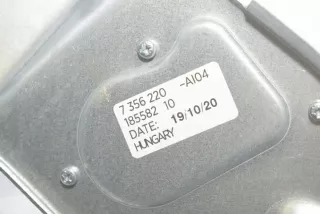 7 356 220 -AI04
185582 10
DATE: 19/10/20
HUNGARY